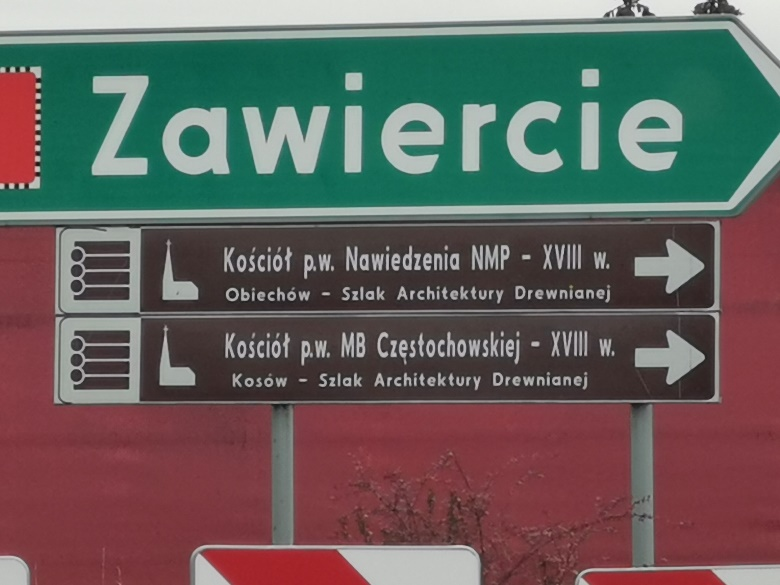 Zawiercie
Kościół p.w. Nawiedzenia NMP - XVIII w.
Obiechów - Szlak Architektury Drewnianej
Kościół p.w. MB Częstochowskiej - XVIII w.
Kosów - Szlak Architektury Drewnianej